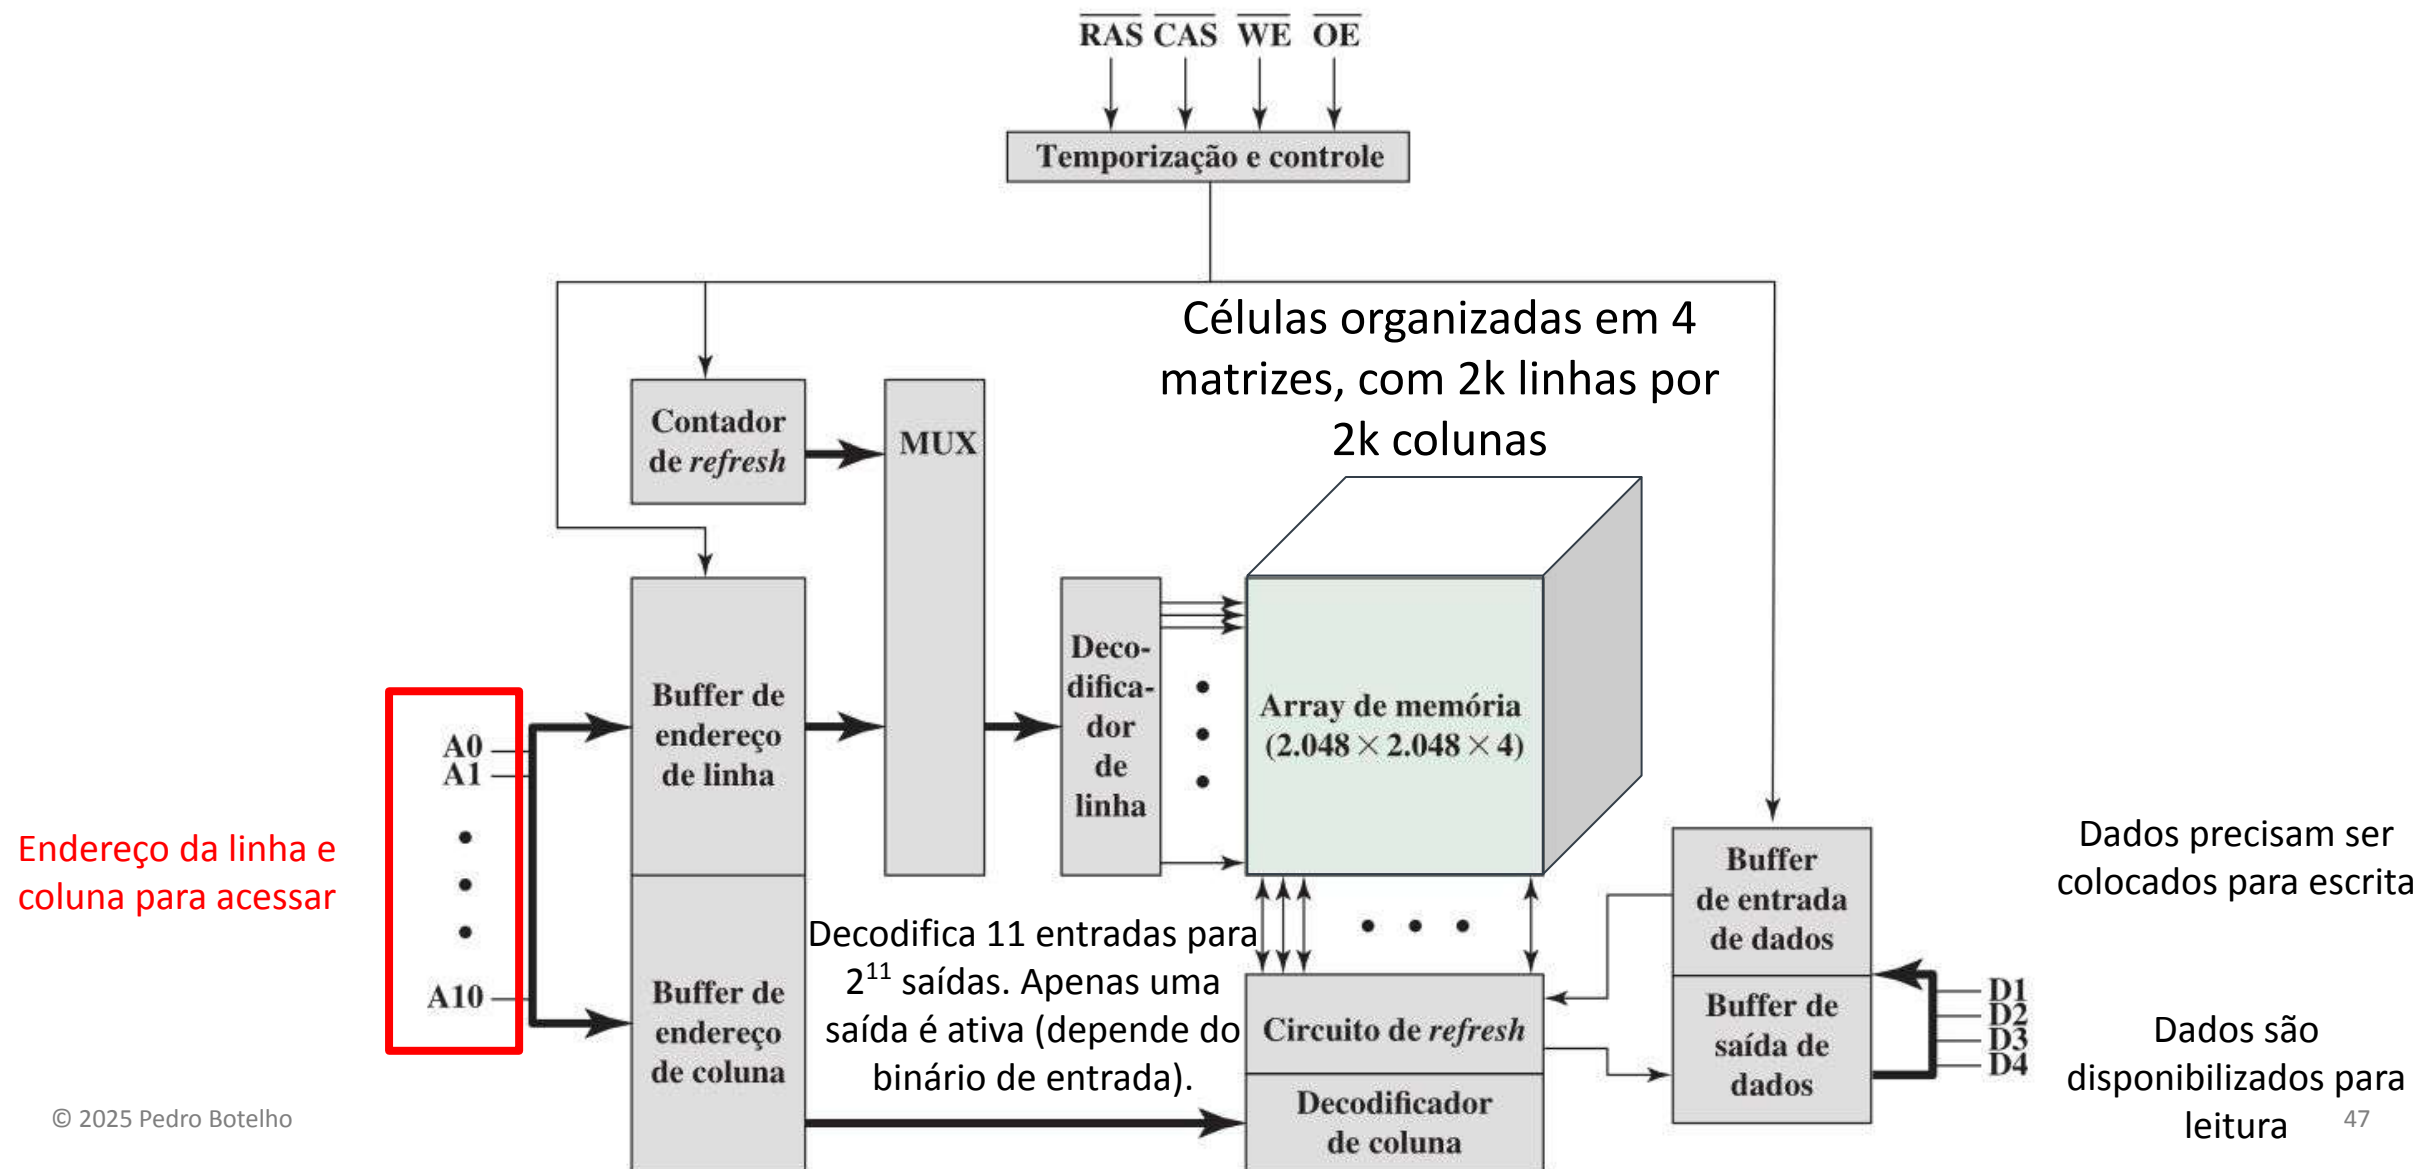 RAS CAS WE OE
Temporização e controle
Células organizadas em 4
matrizes, com 2k linhas por
2k colunas
Contador
de refresh
MUX
Buffer de
endereço
de linha
Deco-
difica-
dor
de
linha
Array de memória
(2.048 × 2.048 × 4)
A0
A1
A10
Endereço da linha e
coluna para acessar
Buffer de
endereço
de coluna
Decodifica 11 entradas para
2¹¹ saídas. Apenas uma
saída é ativa (depende do
binário de entrada).
Circuito de refresh
Decodificador
de coluna
Buffer
de entrada
de dados
Buffer de
saída de
dados
D1
D2
D3
D4
Dados precisam ser
colocados para escrita
Dados são
disponibilizados para
leitura
© 2025 Pedro Botelho
47